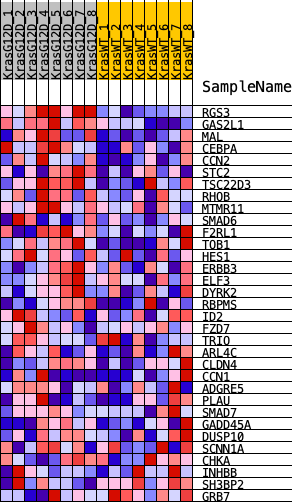 KrasG12D_1
KrasG12D_2
KrasG12D_3
KrasG12D_4
KrasG12D_5
KrasG12D_6
KrasG12D_7
KrasG12D_8
KrasWT_1
KrasWT_2
KrasWT_3
KrasWT_4
KrasWT_5
KrasWT_6
KrasWT_7
KrasWT_8
SampleName
RGS3
GAS2L1
MAL
CEBPA
CCN2
STC2
TSC22D3
RHOB
MTMR11
SMAD6
F2RL1
TOB1
HES1
ERBB3
ELF3
DYRK2
RBPMS
ID2
FZD7
TRIO
ARL4C
CLDN4
CCN1
ADGRE5
PLAU
SMAD7
GADD45A
DUSP10
SCNN1A
CHKA
INHBB
SH3BP2
GRB7